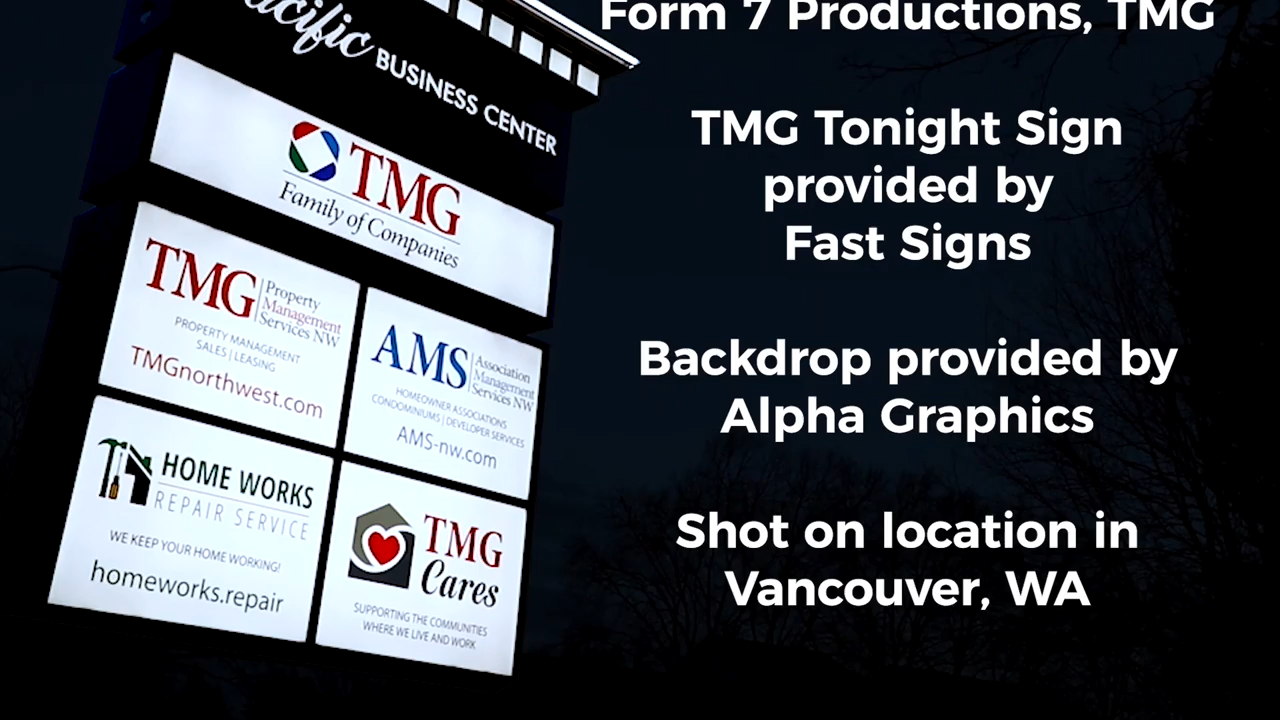 Pacific BUSINESS CENTER
TMG
Family of Companies
TMG Property
Management
Services NW
PROPERTY MANAGEMENT
SALES | LEASING
TMGnorthwest.com
AMS Association
Management
Services NW
HOMEOWNER ASSOCIATIONS
CONDOMINIUMS | DEVELOPER SERVICES
AMS-nw.com
HOME WORKS
REPAIR SERVICE
WE KEEP YOUR HOME WORKING!
homeworks.repair
TMG
Cares
SUPPORTING THE COMMUNITIES
WHERE WE LIVE AND WORK
Form 7 Productions, TMG
TMG Tonight Sign
provided by
Fast Signs
Backdrop provided by
Alpha Graphics
Shot on location in
Vancouver, WA